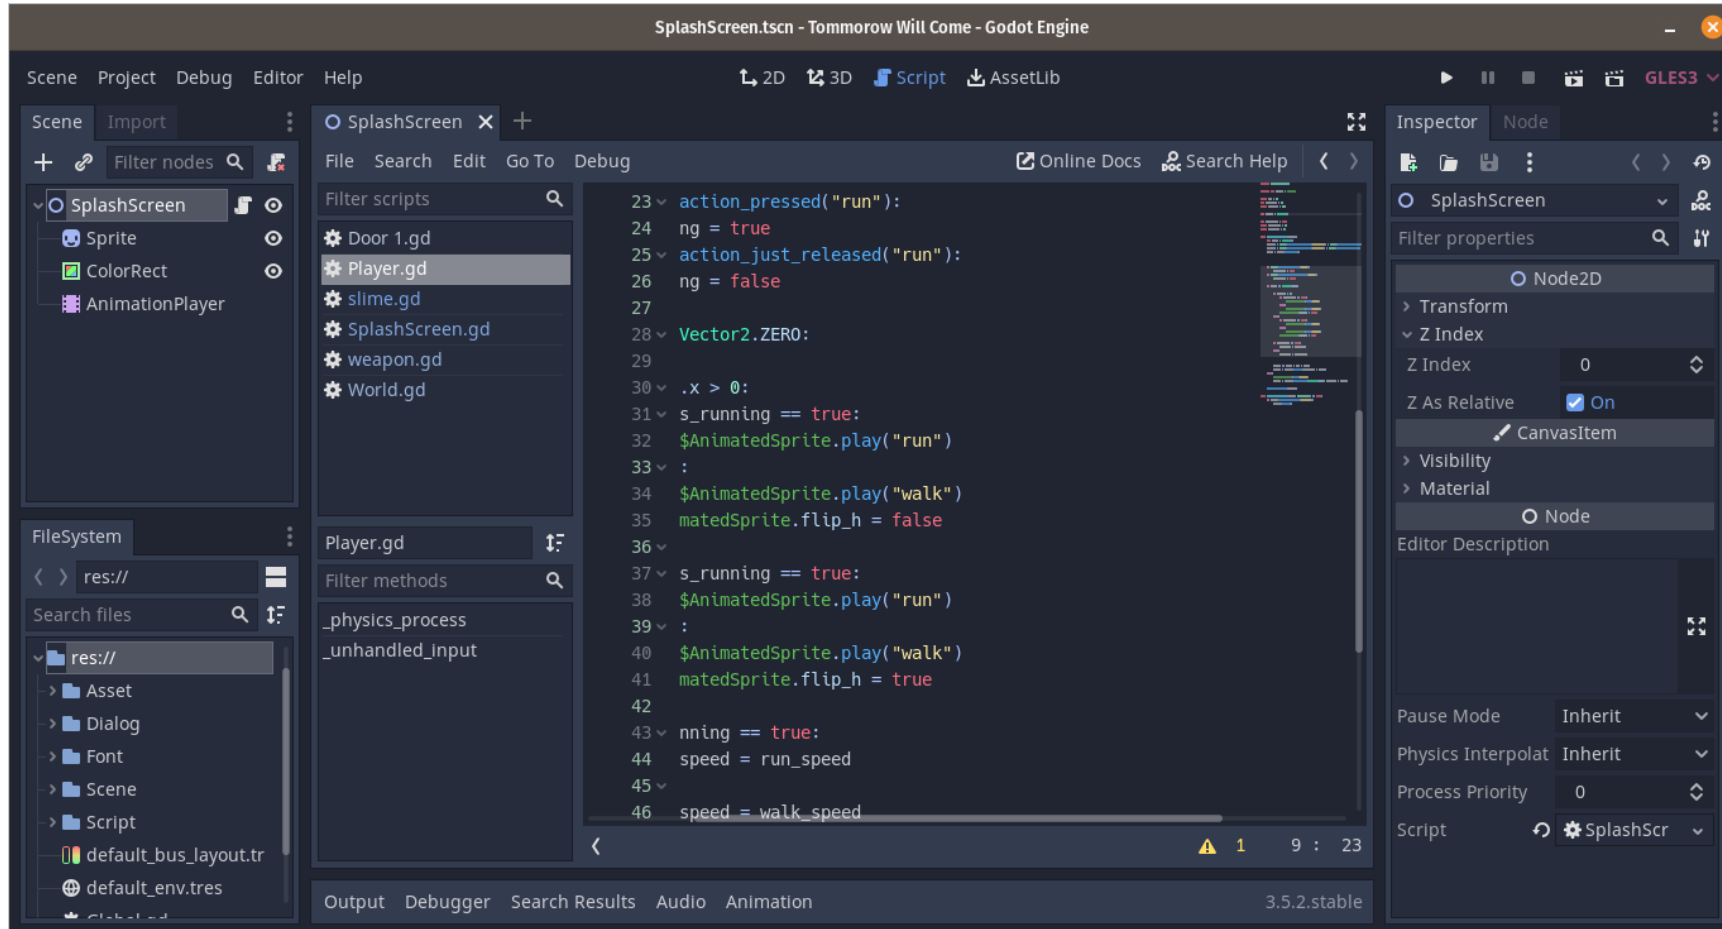 SplashScreen.tscn - Tommorow Will Come - Godot Engine
Scene Project Debug Editor Help
2D 3D Script AssetLib
GLES3
Scene Import
Filter nodes
SplashScreen
Sprite
ColorRect
AnimationPlayer
FileSystem
res://
Search files
res://
Asset
Dialog
Font
Scene
Script
default_bus_layout.tr
default_env.tres
Global.gd
SplashScreen
File Search Edit Go To Debug
Online Docs Search Help
Filter scripts
Door 1.gd
Player.gd
slime.gd
SplashScreen.gd
weapon.gd
World.gd
Player.gd
Filter methods
_physics_process
_unhandled_input
23 action_pressed("run"):
24 ng = true
25 action_just_released("run"):
26 ng = false
27
28 Vector2.ZERO:
29
30 .x > 0:
31 s_running == true:
32 $AnimatedSprite.play("run")
33 :
34 $AnimatedSprite.play("walk")
35 matedSprite.flip_h = false
36
37 s_running == true:
38 $AnimatedSprite.play("run")
39 :
40 $AnimatedSprite.play("walk")
41 matedSprite.flip_h = true
42
43 nning == true:
44 speed = run_speed
45
46 speed = walk_speed
1 9 : 23
Output Debugger Search Results Audio Animation
3.5.2.stable
Inspector Node
SplashScreen
DOC
Filter properties
Node2D
Transform
Z Index
Z Index 0
Z As Relative On
CanvasItem
Visibility
Material
Node
Editor Description
Pause Mode Inherit
Physics Interpolat Inherit
Process Priority 0
Script SplashScr